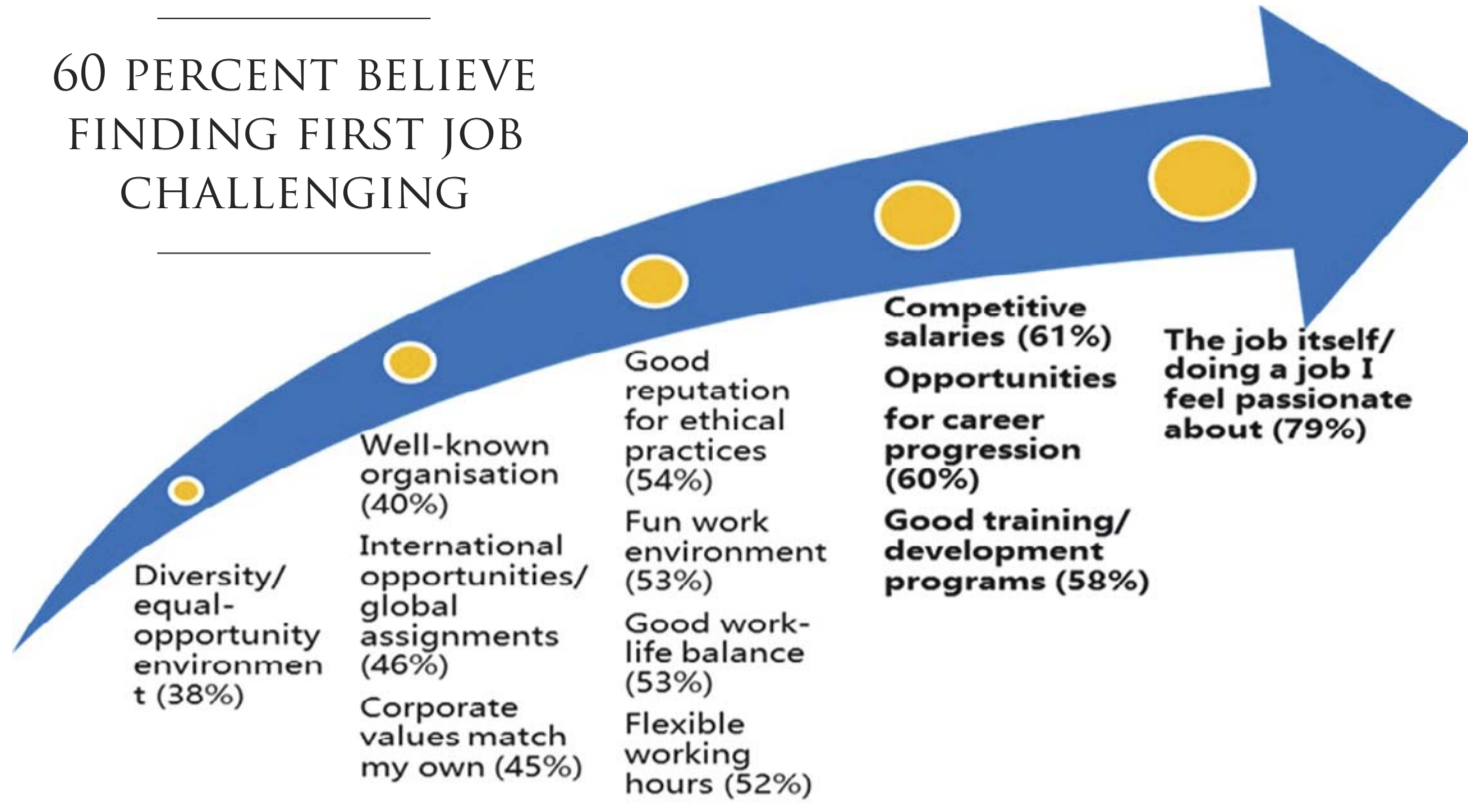 60 PERCENT BELIEVE
FINDING FIRST JOB
CHALLENGING
Diversity/
equal-
opportunity
environmen
t (38%)
Well-known
organisation
(40%)
International
opportunities/
global
assignments
(46%)
Corporate
values match
my own (45%)
Good
reputation
for ethical
practices
(54%)
Fun work
environment
(53%)
Good work-
life balance
(53%)
Flexible
working
hours (52%)
Competitive
salaries (61%)
Opportunities
for career
progression
(60%)
Good training/
development
programs (58%)
The job itself/
doing a job I
feel passionate
about (79%)